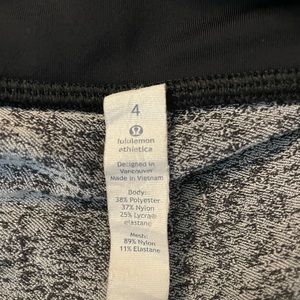 4
lululemon
athletica
Designed in
Vancouver
Made in Vietnam
Body:
38% Polyester
37% Nylon
25% Lycra®
elastane
Mesh:
89% Nylon
11% Elastane